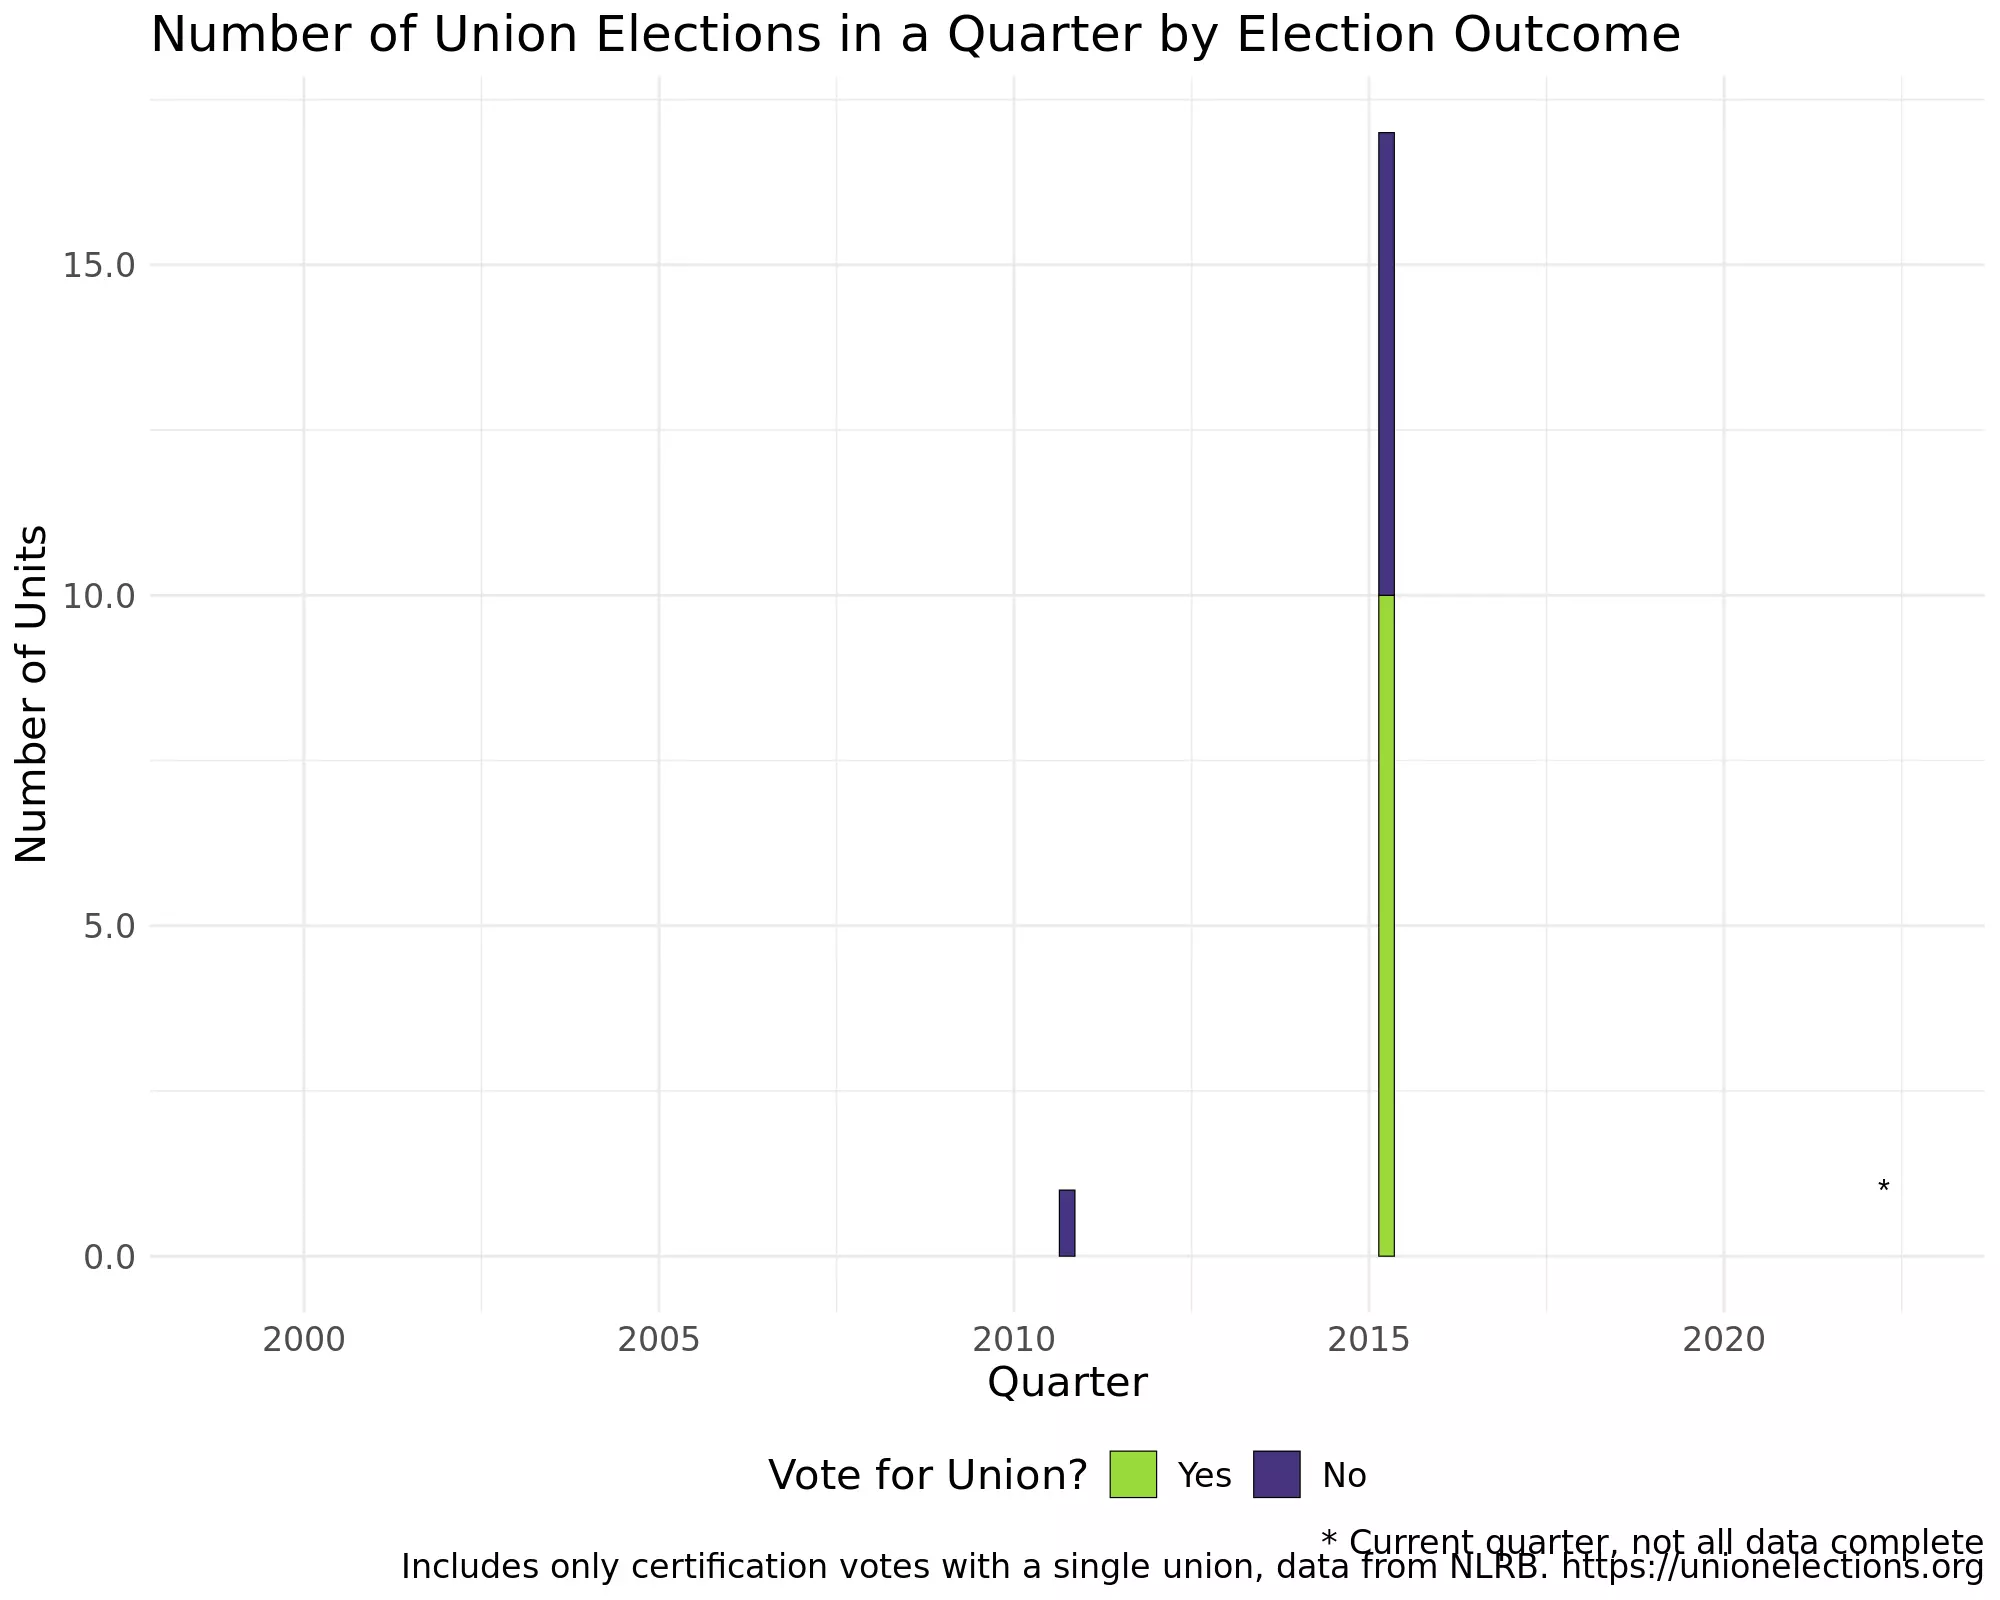 Number of Union Elections in a Quarter by Election Outcome
Number of Units
15.0
10.0
5.0
0.0
*
2000 2005 2010 2015 2020
Quarter
Vote for Union? Yes No
* Current quarter, not all data complete
Includes only certification votes with a single union, data from NLRB. https://unionelections.org